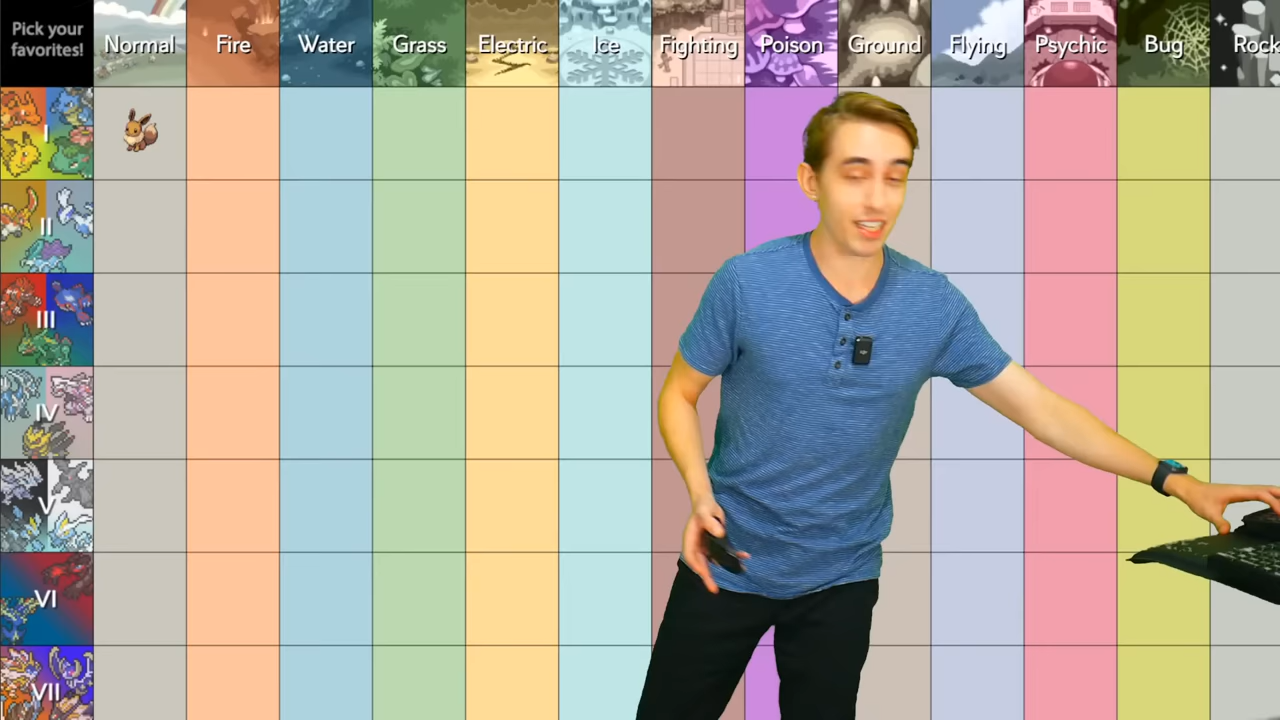 Pick your
favorites!
Normal
Fire
Water
Grass
Electric
Ice
Fighting
Poison
Ground
Flying
Psychic
Bug
Rock
I
II
III
IV
V
VI
VII